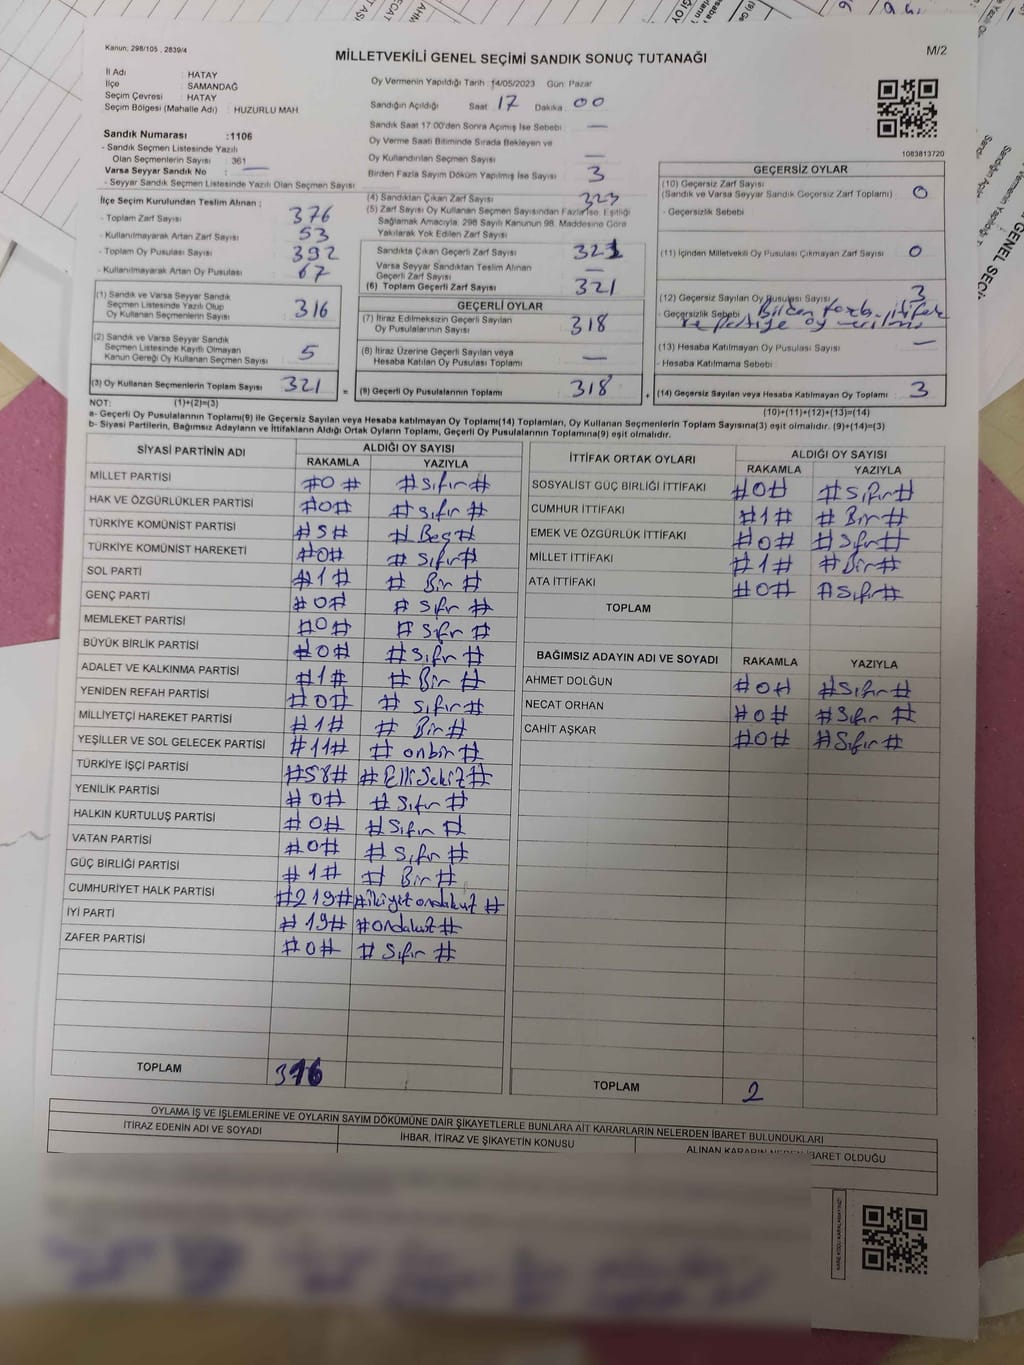 Kanun: 298/105 , 2839/4
MİLLETVEKİLİ GENEL SEÇİMİ SANDIK SONUÇ TUTANAĞI
M/2
İl Adı : HATAY
İlçe : SAMANDAĞ
Seçim Çevresi : HATAY
Seçim Bölgesi (Mahalle Adı) : HUZURLU MAH
Sandık Numarası :1106
- Sandık Seçmen Listesinde Yazılı
Olan Seçmenlerin Sayısı : 361
Varsa Seyyar Sandık No : —
- Seyyar Sandık Seçmen Listesinde Yazılı Olan Seçmen Sayısı :
İlçe Seçim Kurulundan Teslim Alınan ;
- Toplam Zarf Sayısı : 376
- Kullanılmayarak Artan Zarf Sayısı : 53
- Toplam Oy Pusulası Sayısı : 392
- Kullanılmayarak Artan Oy Pusulası : 67
(1) Sandık ve Varsa Seyyar Sandık
Seçmen Listesinde Yazılı Olup
Oy Kullanan Seçmenlerin Sayısı : 316
(2) Sandık ve Varsa Seyyar Sandık
Seçmen Listesinde Kayıtlı Olmayan
Kanun Gereği Oy Kullanan Seçmen Sayısı : 5
(3) Oy Kullanan Seçmenlerin Toplam Sayısı : 321 =
Oy Vermenin Yapıldığı Tarih : 14/05/2023 Gün: Pazar
Sandığın Açıldığı Saat : 17 Dakika : 00
Sandık Saat 17:00'den Sonra Açılmış İse Sebebi : —
Oy Verme Saati Bitiminde Sırada Bekleyen ve
Oy Kullandırılan Seçmen Sayısı : —
Birden Fazla Sayım Döküm Yapılmış İse Sayısı : 3
(4) Sandıktan Çıkan Zarf Sayısı : 323
(5) Zarf Sayısı Oy Kullanan Seçmen Sayısından Fazla İse, Eşitliği
Sağlamak Amacıyla, 298 Sayılı Kanunun 98. Maddesine Göre
Yakılarak Yok Edilen Zarf Sayısı :
Sandıkta Çıkan Geçerli Zarf Sayısı : 321
Varsa Seyyar Sandıktan Teslim Alınan
Geçerli Zarf Sayısı : —
(6) Toplam Geçerli Zarf Sayısı : 321
GEÇERLİ OYLAR
(7) İtiraz Edilmeksizin Geçerli Sayılan
Oy Pusulalarının Sayısı : 318
(8) İtiraz Üzerine Geçerli Sayılan veya
Hesaba Katılan Oy Pusulası Toplamı : —
(9) Geçerli Oy Pusulalarının Toplamı : 318 +
1083813720
GEÇERSİZ OYLAR
(10) Geçersiz Zarf Sayısı
(Sandık ve Varsa Seyyar Sandık Geçersiz Zarf Toplamı) : 0
- Geçersizlik Sebebi :
(11) İçinden Milletvekili Oy Pusulası Çıkmayan Zarf Sayısı : 0
(12) Geçersiz Sayılan Oy Pusulası Sayısı : 3
- Geçersizlik Sebebi : ittifak
ve partiye oy verilmiş
(13) Hesaba Katılmayan Oy Pusulası Sayısı : —
- Hesaba Katılmama Sebebi :
(14) Geçersiz Sayılan veya Hesaba Katılmayan Oy Toplamı : 3
NOT: (1)+(2)=(3)
(10)+(11)+(12)+(13)=(14)
a- Geçerli Oy Pusulalarının Toplamı(9) ile Geçersiz Sayılan veya Hesaba katılmayan Oy Toplamı(14) Toplamları, Oy Kullanan Seçmenlerin Toplam Sayısına(3) eşit olmalıdır. (9)+(14)=(3)
b- Siyasi Partilerin, Bağımsız Adayların ve İttifakların Aldığı Ortak Oyların Toplamı, Geçerli Oy Pusulalarının Toplamına(9) eşit olmalıdır.
SİYASİ PARTİNİN ADI ALDIĞI OY SAYISI
RAKAMLA YAZIYLA
MİLLET PARTİSİ #0# #Sıfır#
HAK VE ÖZGÜRLÜKLER PARTİSİ #0# #Sıfır#
TÜRKİYE KOMÜNİST PARTİSİ #5# #Beş#
TÜRKİYE KOMÜNİST HAREKETİ #0# #Sıfır#
SOL PARTİ #1# #Bir#
GENÇ PARTİ #0# #Sıfır#
MEMLEKET PARTİSİ #0# #Sıfır#
BÜYÜK BİRLİK PARTİSİ #0# #Sıfır#
ADALET VE KALKINMA PARTİSİ #1# #Bir#
YENİDEN REFAH PARTİSİ #0# #Sıfır#
MİLLİYETÇİ HAREKET PARTİSİ #1# #Bir#
YEŞİLLER VE SOL GELECEK PARTİSİ #11# #onbir#
TÜRKİYE İŞÇİ PARTİSİ #58# #ElliSekiz#
YENİLİK PARTİSİ #0# #Sıfır#
HALKIN KURTULUŞ PARTİSİ #0# #Sıfır#
VATAN PARTİSİ #0# #Sıfır#
GÜÇ BİRLİĞİ PARTİSİ #1# #Bir#
CUMHURİYET HALK PARTİSİ #219# #ikiyüzondokuz#
İYİ PARTİ #19# #ondokuz#
ZAFER PARTİSİ #0# #Sıfır#
TOPLAM 316
İTTİFAK ORTAK OYLARI ALDIĞI OY SAYISI
RAKAMLA YAZIYLA
SOSYALİST GÜÇ BİRLİĞİ İTTİFAKI #0# #Sıfır#
CUMHUR İTTİFAKI #1# #Bir#
EMEK VE ÖZGÜRLÜK İTTİFAKI #0# #Sıfır#
MİLLET İTTİFAKI #1# #Bir#
ATA İTTİFAKI #0# #Sıfır#
TOPLAM
BAĞIMSIZ ADAYIN ADI VE SOYADI RAKAMLA YAZIYLA
AHMET DOLĞUN #0# #Sıfır#
NECAT ORHAN #0# #Sıfır#
CAHİT AŞKAR #0# #Sıfır#
TOPLAM 2
OYLAMA İŞ VE İŞLEMLERİNE VE OYLARIN SAYIM DÖKÜMÜNE DAİR ŞİKAYETLERLE BUNLARA AİT KARARLARIN NELERDEN İBARET BULUNDUKLARI
İTİRAZ EDENİN ADI VE SOYADI
İHBAR, İTİRAZ VE ŞİKAYETİN KONUSU
ALINAN KARARIN NEDEN İBARET OLDUĞU